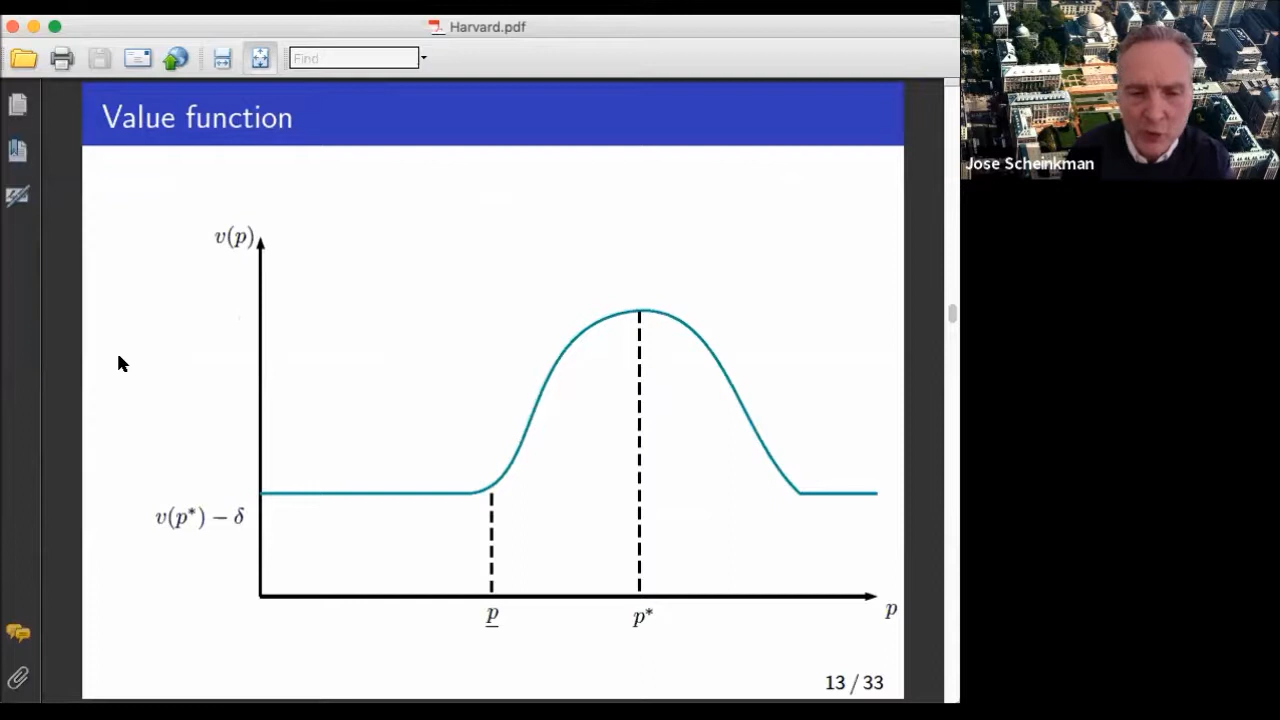 Harvard.pdf
Find
Value function
Jose Scheinkman
v(p)
v(p*) − δ
p
p*
p
13 / 33